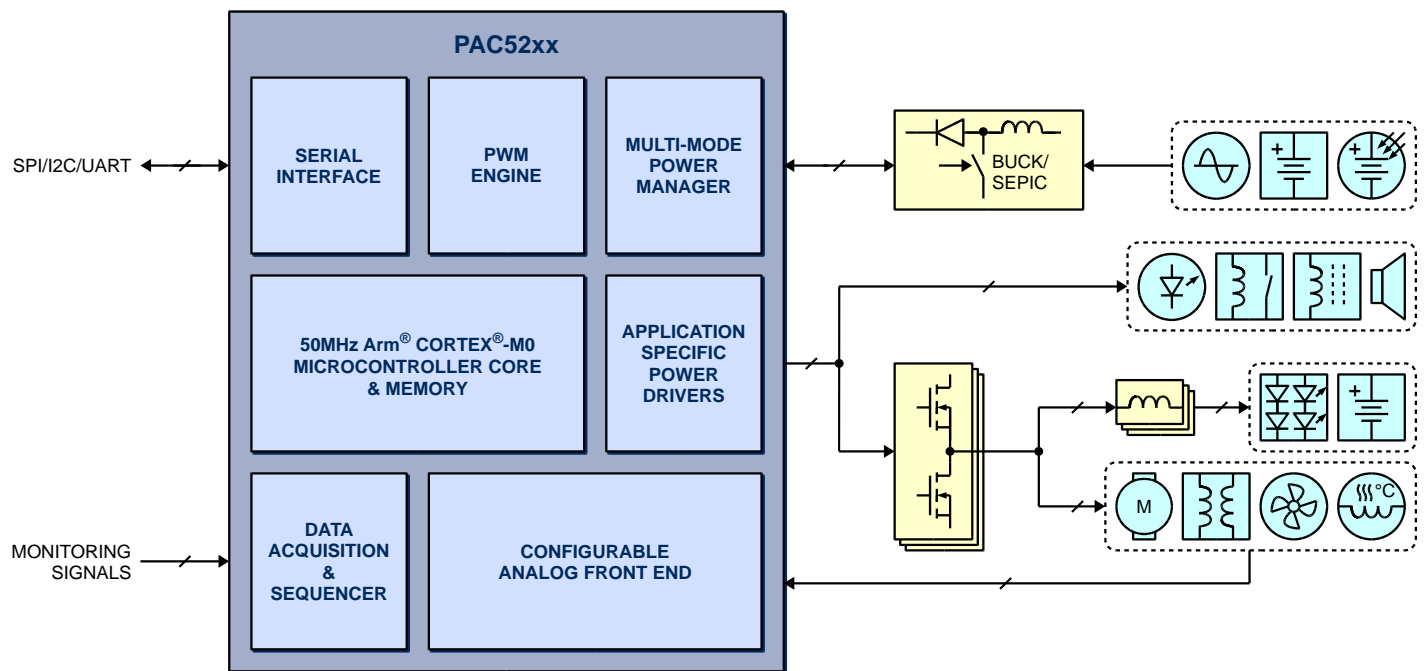 PAC52xx
SPI/I2C/UART
SERIAL
INTERFACE
PWM
ENGINE
MULTI-MODE
POWER
MANAGER
BUCK/
SEPIC
+
+
50MHz Arm® CORTEX®-M0
MICROCONTROLLER CORE
& MEMORY
APPLICATION
SPECIFIC
POWER
DRIVERS
+
MONITORING
SIGNALS
DATA
ACQUISITION
&
SEQUENCER
CONFIGURABLE
ANALOG FRONT END
M
°C